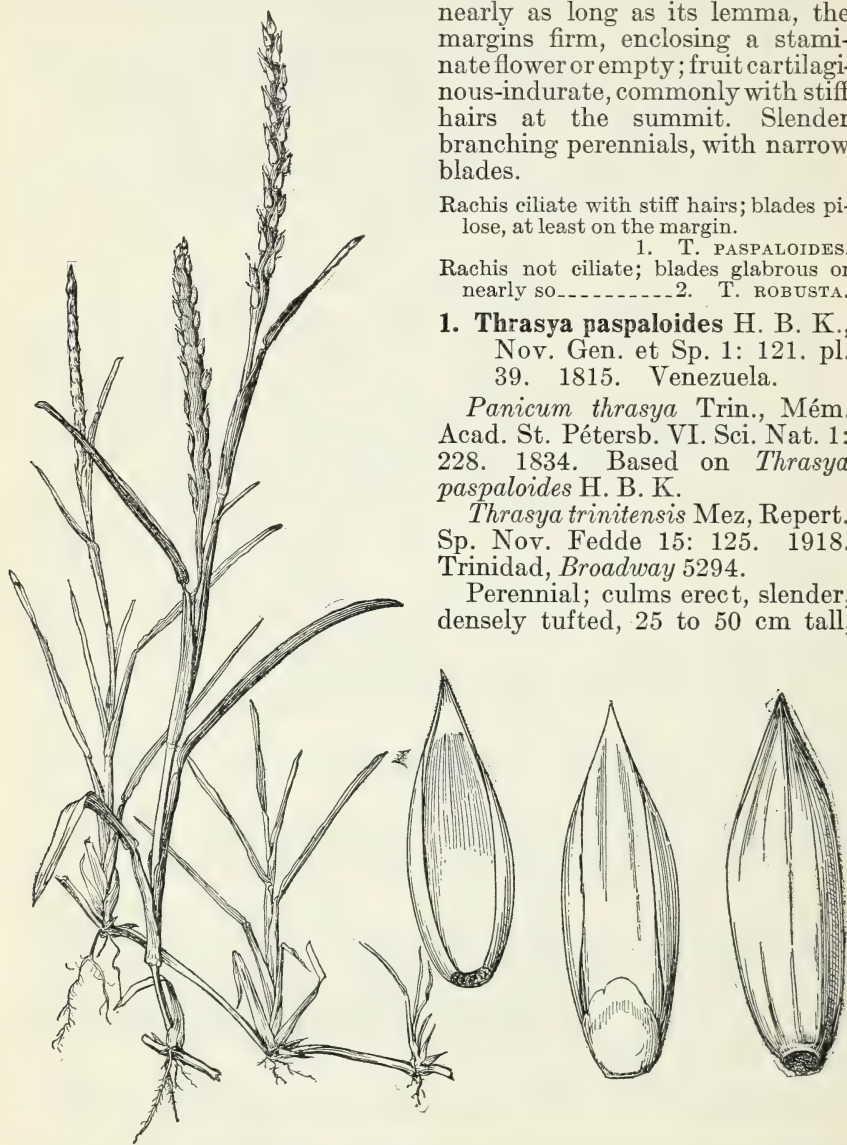 nearly as long as its lemma, the
margins firm, enclosing a stami-
nate flower or empty; fruit cartilagi-
nous-indurate, commonly with stiff
hairs at the summit. Slender
branching perennials, with narrow
blades.
Rachis ciliate with stiff hairs; blades pi-
lose, at least on the margin.
1. T. PASPALOIDES.
Rachis not ciliate; blades glabrous or
nearly so----------2. T. ROBUSTA.
1. Thrasya paspaloides H. B. K.,
Nov. Gen. et Sp. 1: 121. pl.
39. 1815. Venezuela.
Panicum thrasya Trin., Mém.
Acad. St. Pétersb. VI. Sci. Nat. 1:
228. 1834. Based on Thrasya
paspaloides H. B. K.
Thrasya trinitensis Mez, Repert.
Sp. Nov. Fedde 15: 125. 1918.
Trinidad, Broadway 5294.
Perennial; culms erect, slender,
densely tufted, 25 to 50 cm tall,